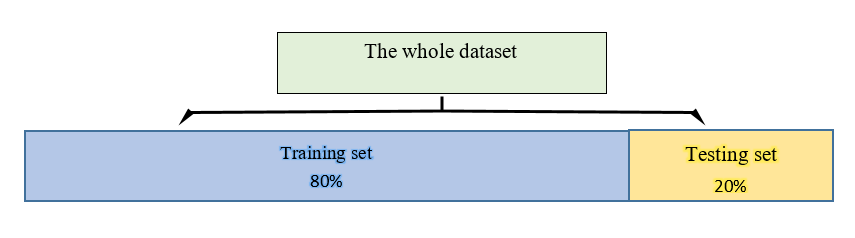 The whole dataset
Training set
80%
Testing set
20%